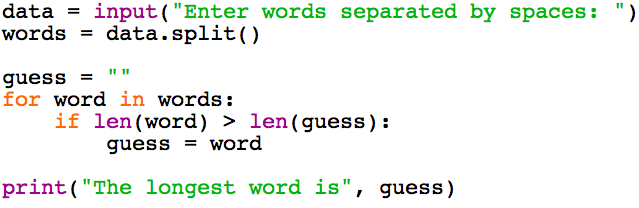 data = input("Enter words separated by spaces: ")
words = data.split()

guess = ""
for word in words:
    if len(word) > len(guess):
        guess = word

print("The longest word is", guess)